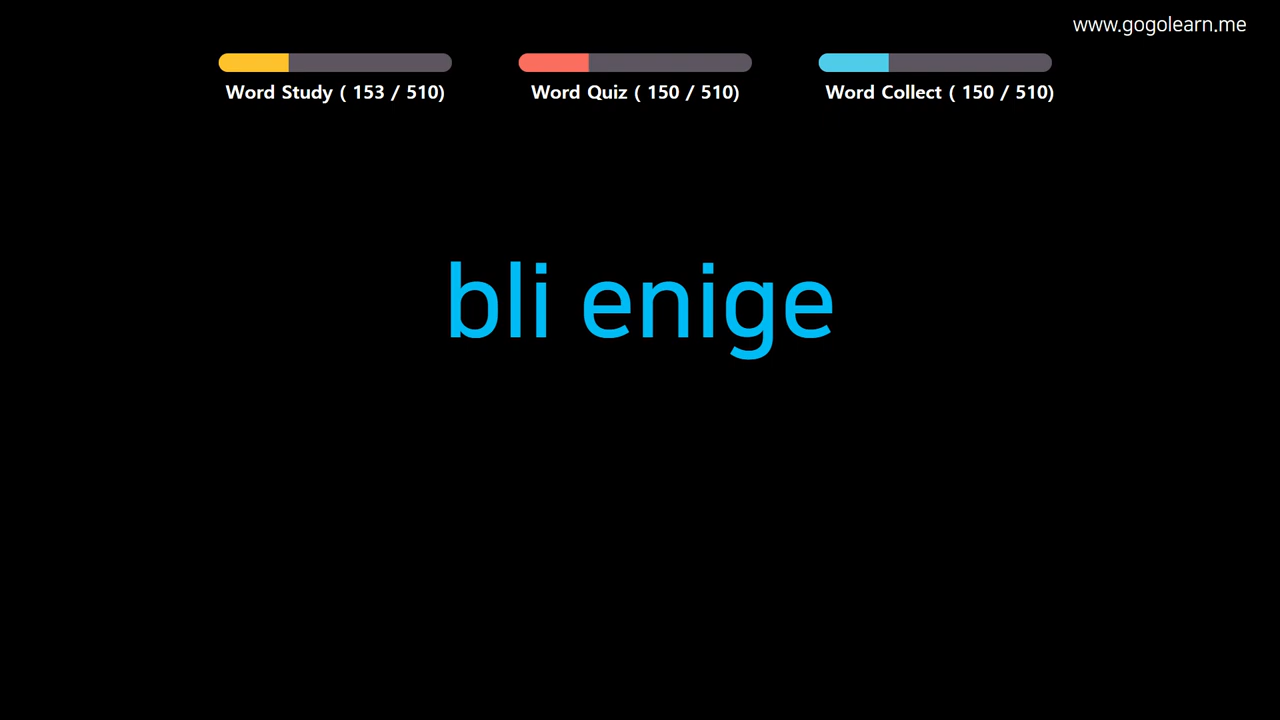 www.gogolearn.me
Word Study ( 153 / 510)
Word Quiz ( 150 / 510)
Word Collect ( 150 / 510)
bli enige